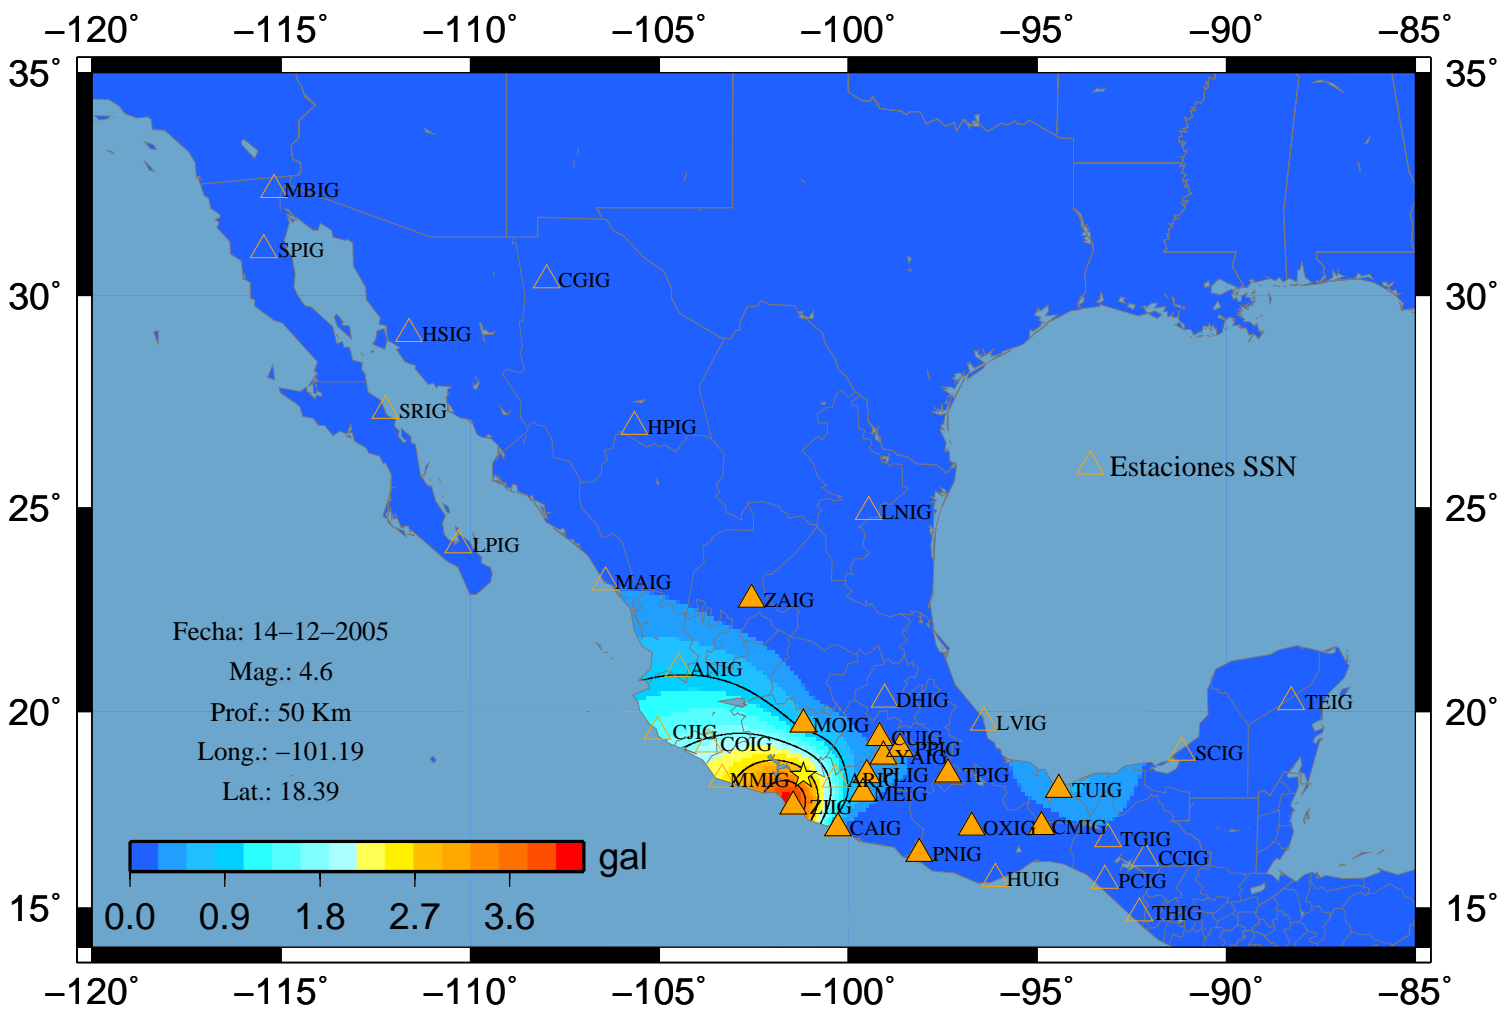 −120˚ −115˚ −110˚ −105˚ −100˚ −95˚ −90˚ −85˚
35˚ 35˚
MBIG
SPIG
CGIG
30˚ 30˚
HSIG
SRIG
HPIG
Estaciones SSN
25˚ LNIG 25˚
LPIG
MAIG
ZAIG
Fecha: 14−12−2005
Mag.: 4.6
ANIG
DHIG TEIG
20˚ Prof.: 50 Km 20˚
MOIG LVIG
CJIG CUIG
COIG PPIG
Long.: −101.19 YAIG SCIG
MMIG ARIG PLIG TPIG
Lat.: 18.39 MEIG TUIG
ZIIG
CAIG OXIG CMIG
TGIG
gal PNIG CCIG
HUIG PCIG
15˚ 0.0 0.9 1.8 2.7 3.6 THIG 15˚
−120˚ −115˚ −110˚ −105˚ −100˚ −95˚ −90˚ −85˚